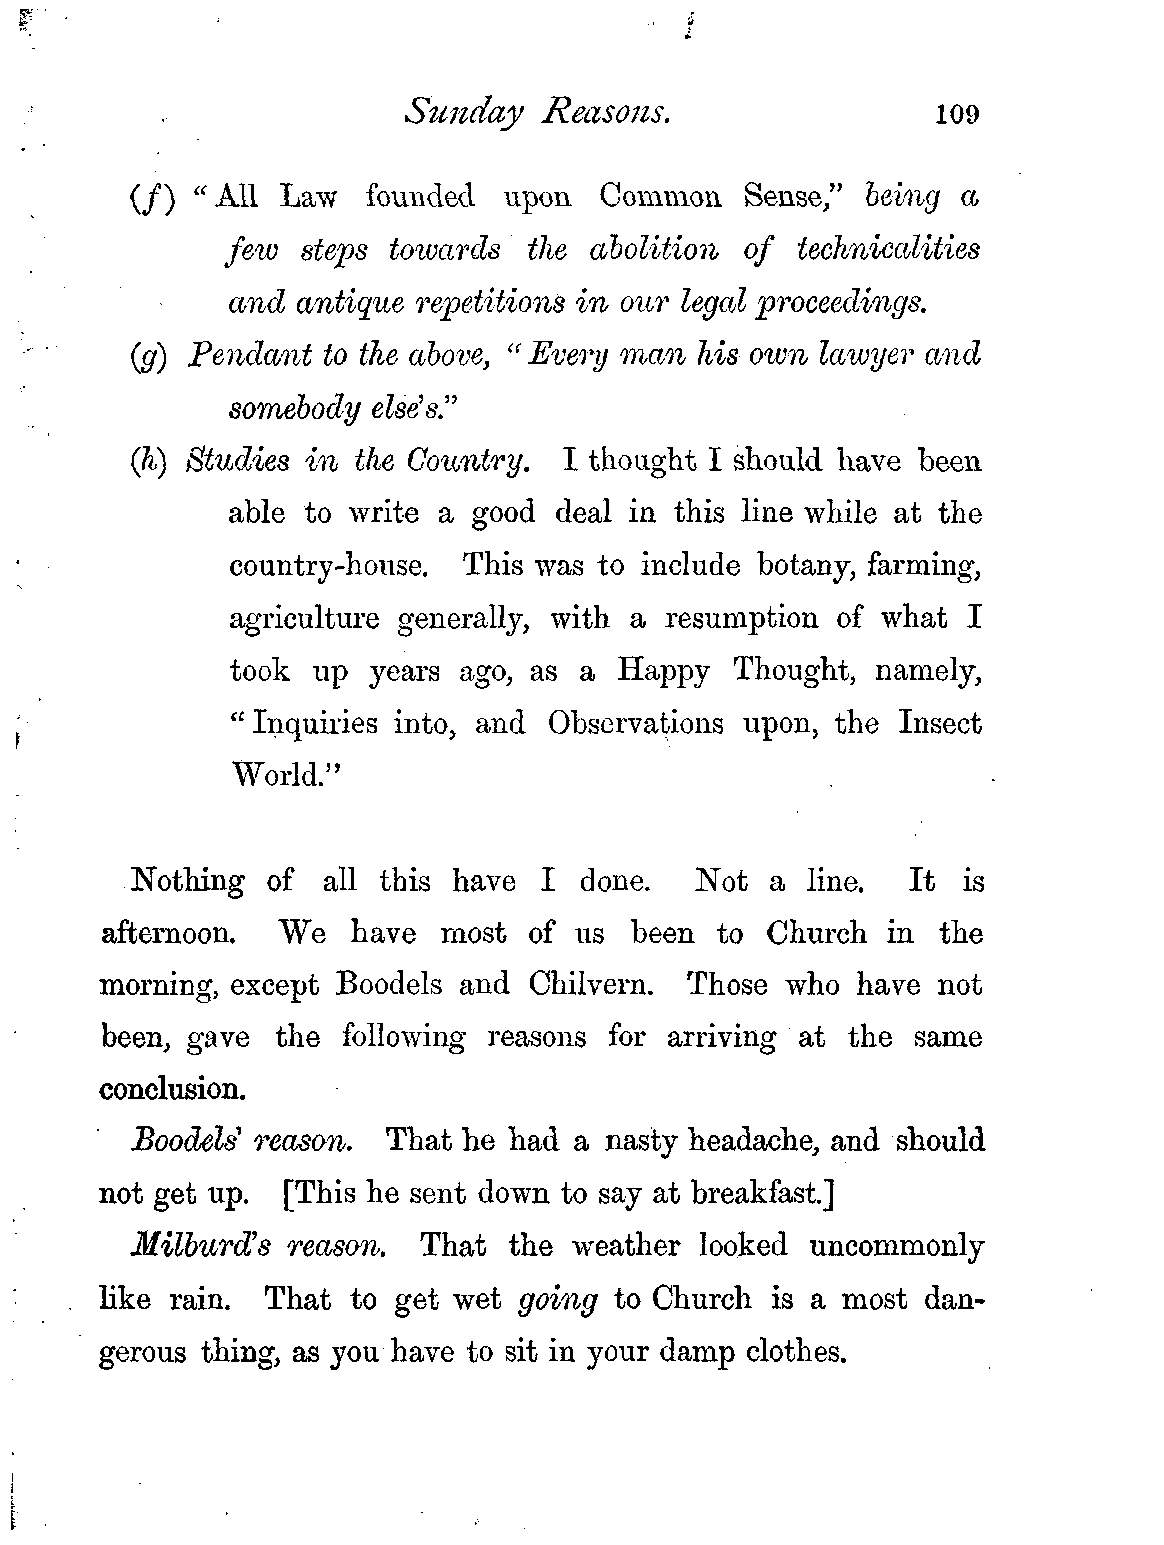 Sunday Reasons. 109
(f) "All Law founded upon Common Sense," being a
few steps towards the abolition of technicalities
and antique repetitions in our legal proceedings.
(g) Pendant to the above, "Every man his own lawyer and
somebody else's."
(h) Studies in the Country. I thought I should have been
able to write a good deal in this line while at the
country-house. This was to include botany, farming,
agriculture generally, with a resumption of what I
took up years ago, as a Happy Thought, namely,
"Inquiries into, and Observations upon, the Insect
World."
Nothing of all this have I done. Not a line. It is
afternoon. We have most of us been to Church in the
morning, except Boodels and Chilvern. Those who have not
been, gave the following reasons for arriving at the same
conclusion.
Boodels' reason. That he had a nasty headache, and should
not get up. [This he sent down to say at breakfast.]
Milburd's reason. That the weather looked uncommonly
like rain. That to get wet going to Church is a most dan-
gerous thing, as you have to sit in your damp clothes.